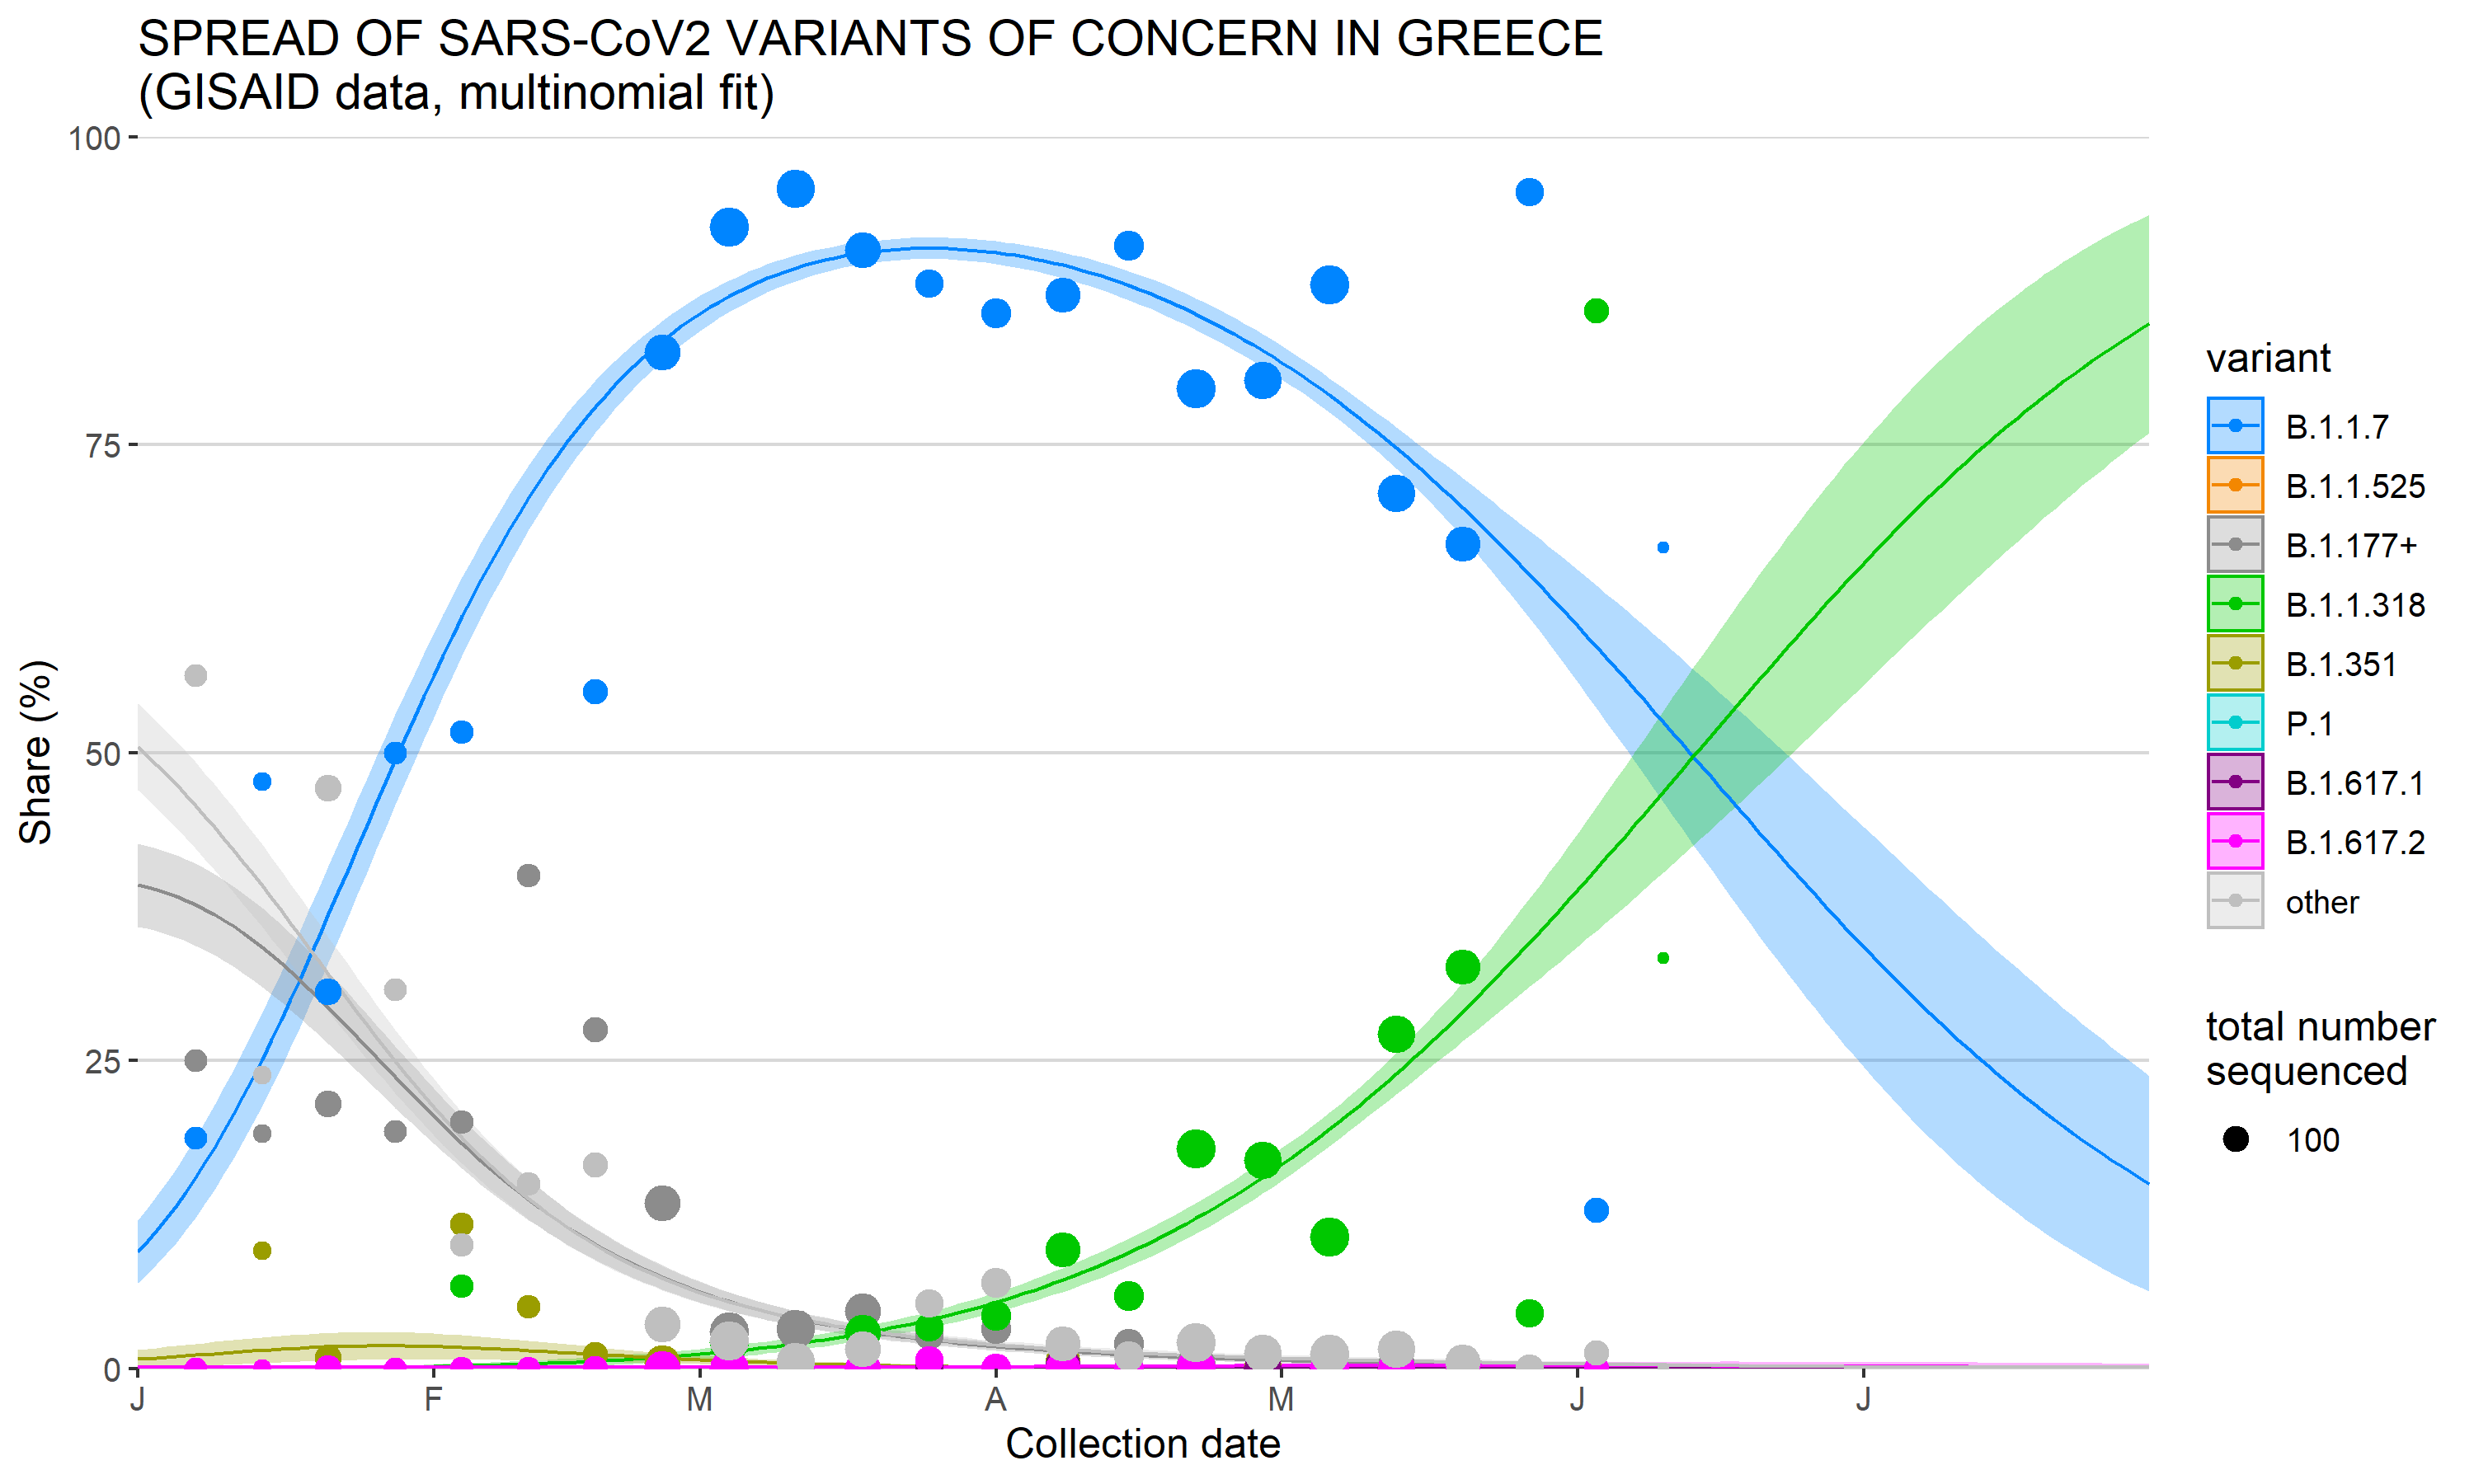 SPREAD OF SARS-CoV2 VARIANTS OF CONCERN IN GREECE
(GISAID data, multinomial fit)
100
75
50
25
0
Share (%)
J F M A M J J
Collection date
variant
B.1.1.7
B.1.1.525
B.1.177+
B.1.1.318
B.1.351
P.1
B.1.617.1
B.1.617.2
other
total number
sequenced
100